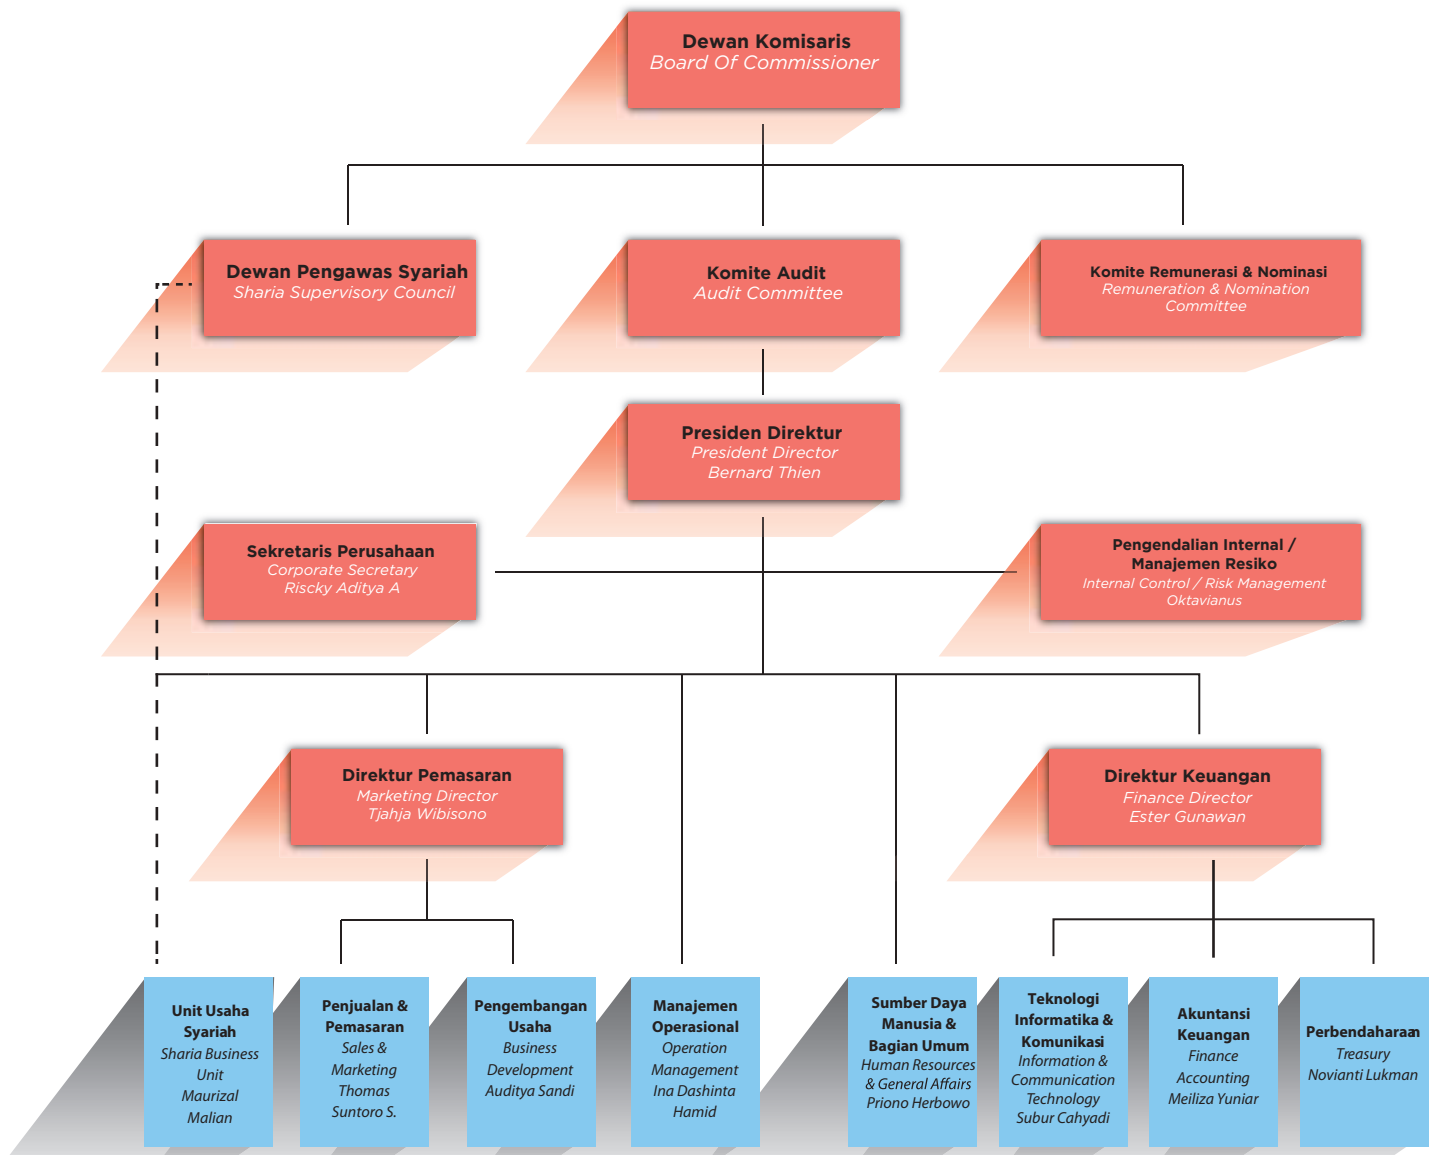 Dewan Komisaris
Board Of Commissioner
Dewan Pengawas Syariah
Sharia Supervisory Council
Komite Audit
Audit Committee
Komite Remunerasi & Nominasi
Remuneration & Nomination
Committee
Presiden Direktur
President Director
Bernard Thien
Sekretaris Perusahaan
Corporate Secretary
Riscky Aditya A
Pengendalian Internal /
Manajemen Resiko
Internal Control / Risk Management
Oktavianus
Direktur Pemasaran
Marketing Director
Tjahja Wibisono
Direktur Keuangan
Finance Director
Ester Gunawan
Unit Usaha
Syariah
Sharia Business
Unit
Maurizal
Malian
Penjualan &
Pemasaran
Sales &
Marketing
Thomas
Suntoro S.
Pengembangan
Usaha
Business
Development
Auditya Sandi
Manajemen
Operasional
Operation
Management
Ina Dashinta
Hamid
Sumber Daya
Manusia &
Bagian Umum
Human Resources
& General Affairs
Priono Herbowo
Teknologi
Informatika &
Komunikasi
Information &
Communication
Technology
Subur Cahyadi
Akuntansi
Keuangan
Finance
Accounting
Meiliza Yuniar
Perbendaharaan
Treasury
Novianti Lukman